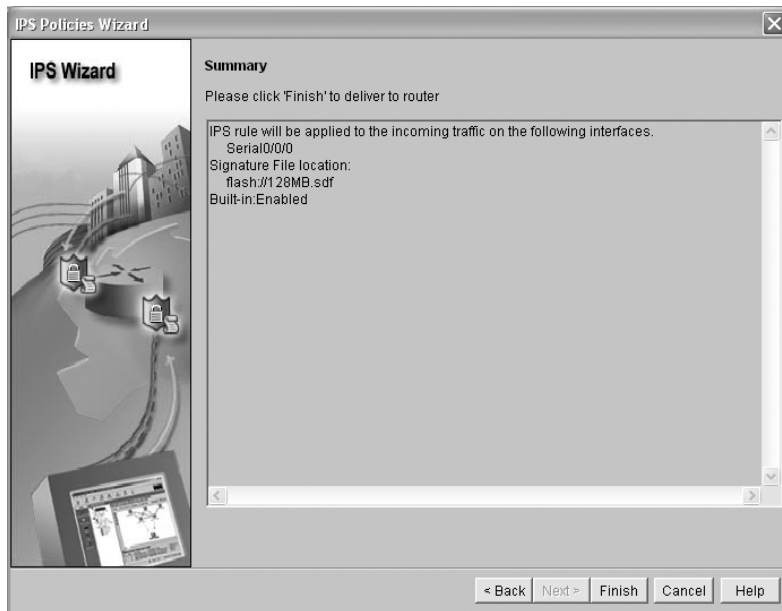 IPS Policies Wizard
IPS Wizard
Summary
Please click 'Finish' to deliver to router
IPS rule will be applied to the incoming traffic on the following interfaces.
Serial0/0/0
Signature File location:
flash://128MB.sdf
Built-in:Enabled
< Back Next > Finish Cancel Help